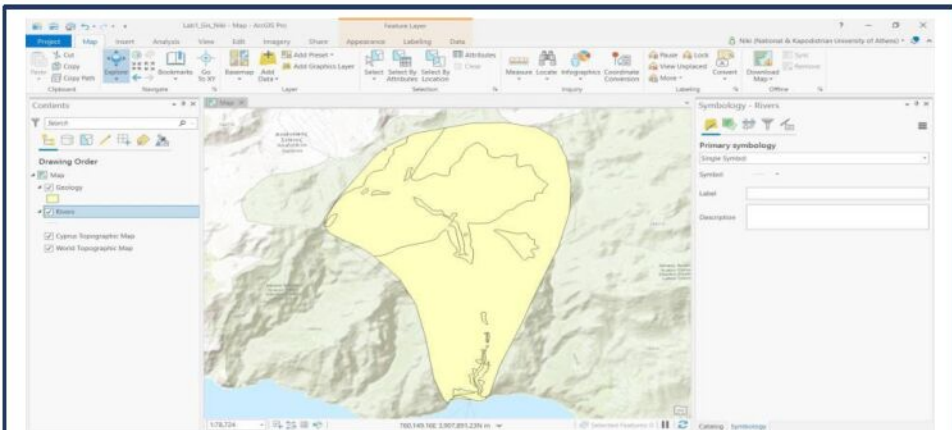 Lab1_Gis_Niki - Map - ArcGIS Pro
Feature Layer
Project Map Insert Analysis View Edit Imagery Share Appearance Labeling Data
Niki (National & Kapodistrian University of Athens)
Cut
Copy
Copy Path
Paste
Explore
Bookmarks
Go To XY
Basemap
Add Data
Add Preset
Add Graphics Layer
Select
Select By Attributes
Select By Location
Attributes
Clear
Measure
Locate
Infographics
Coordinate Conversion
Pause
Lock
View Unplaced
More
Convert
Download Map
Sync
Remove
Clipboard
Navigate
Layer
Selection
Inquiry
Labeling
Offline
Contents
Search
Drawing Order
Map
Geology
Rivers
Cyprus Topographic Map
World Topographic Map
Map
1:78,724
Selected Features: 0
Symbology - Rivers
Primary symbology
Single Symbol
Symbol
Label
Description
Catalog Symbology